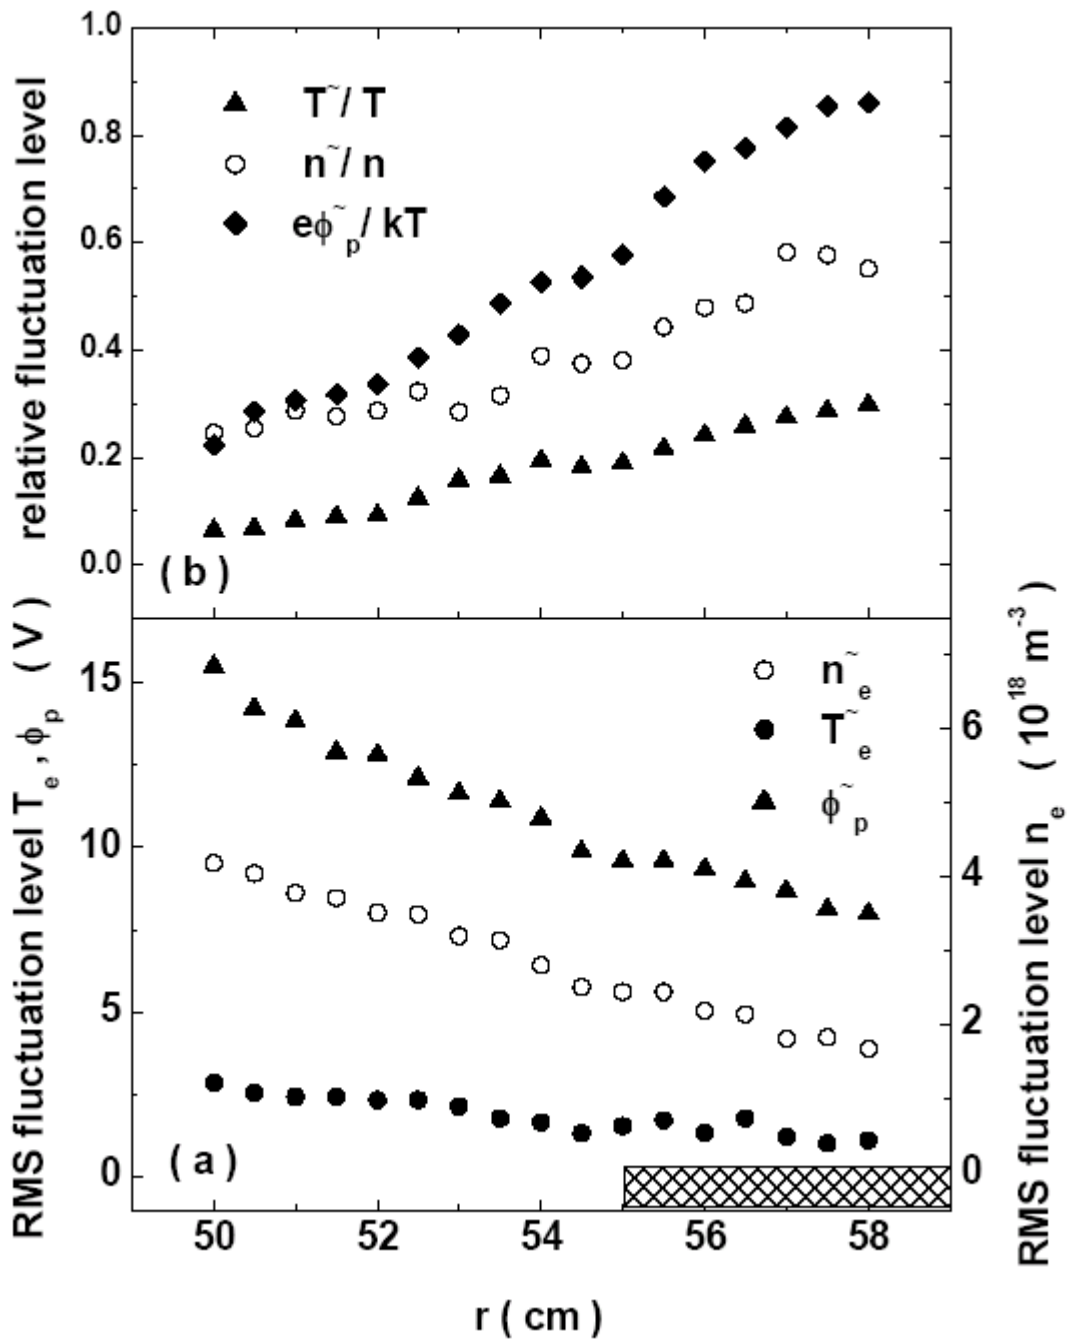 relative fluctuation level
1.0
0.8
0.6
0.4
0.2
0.0
T~/ T
n~/ n
eϕ~p/ kT
( b )
RMS fluctuation level Te , ϕp ( V )
15
10
5
0
n~e
T~e
ϕ~p
( a )
6
4
2
0
RMS fluctuation level ne ( 10^18 m^-3 )
50 52 54 56 58
r ( cm )